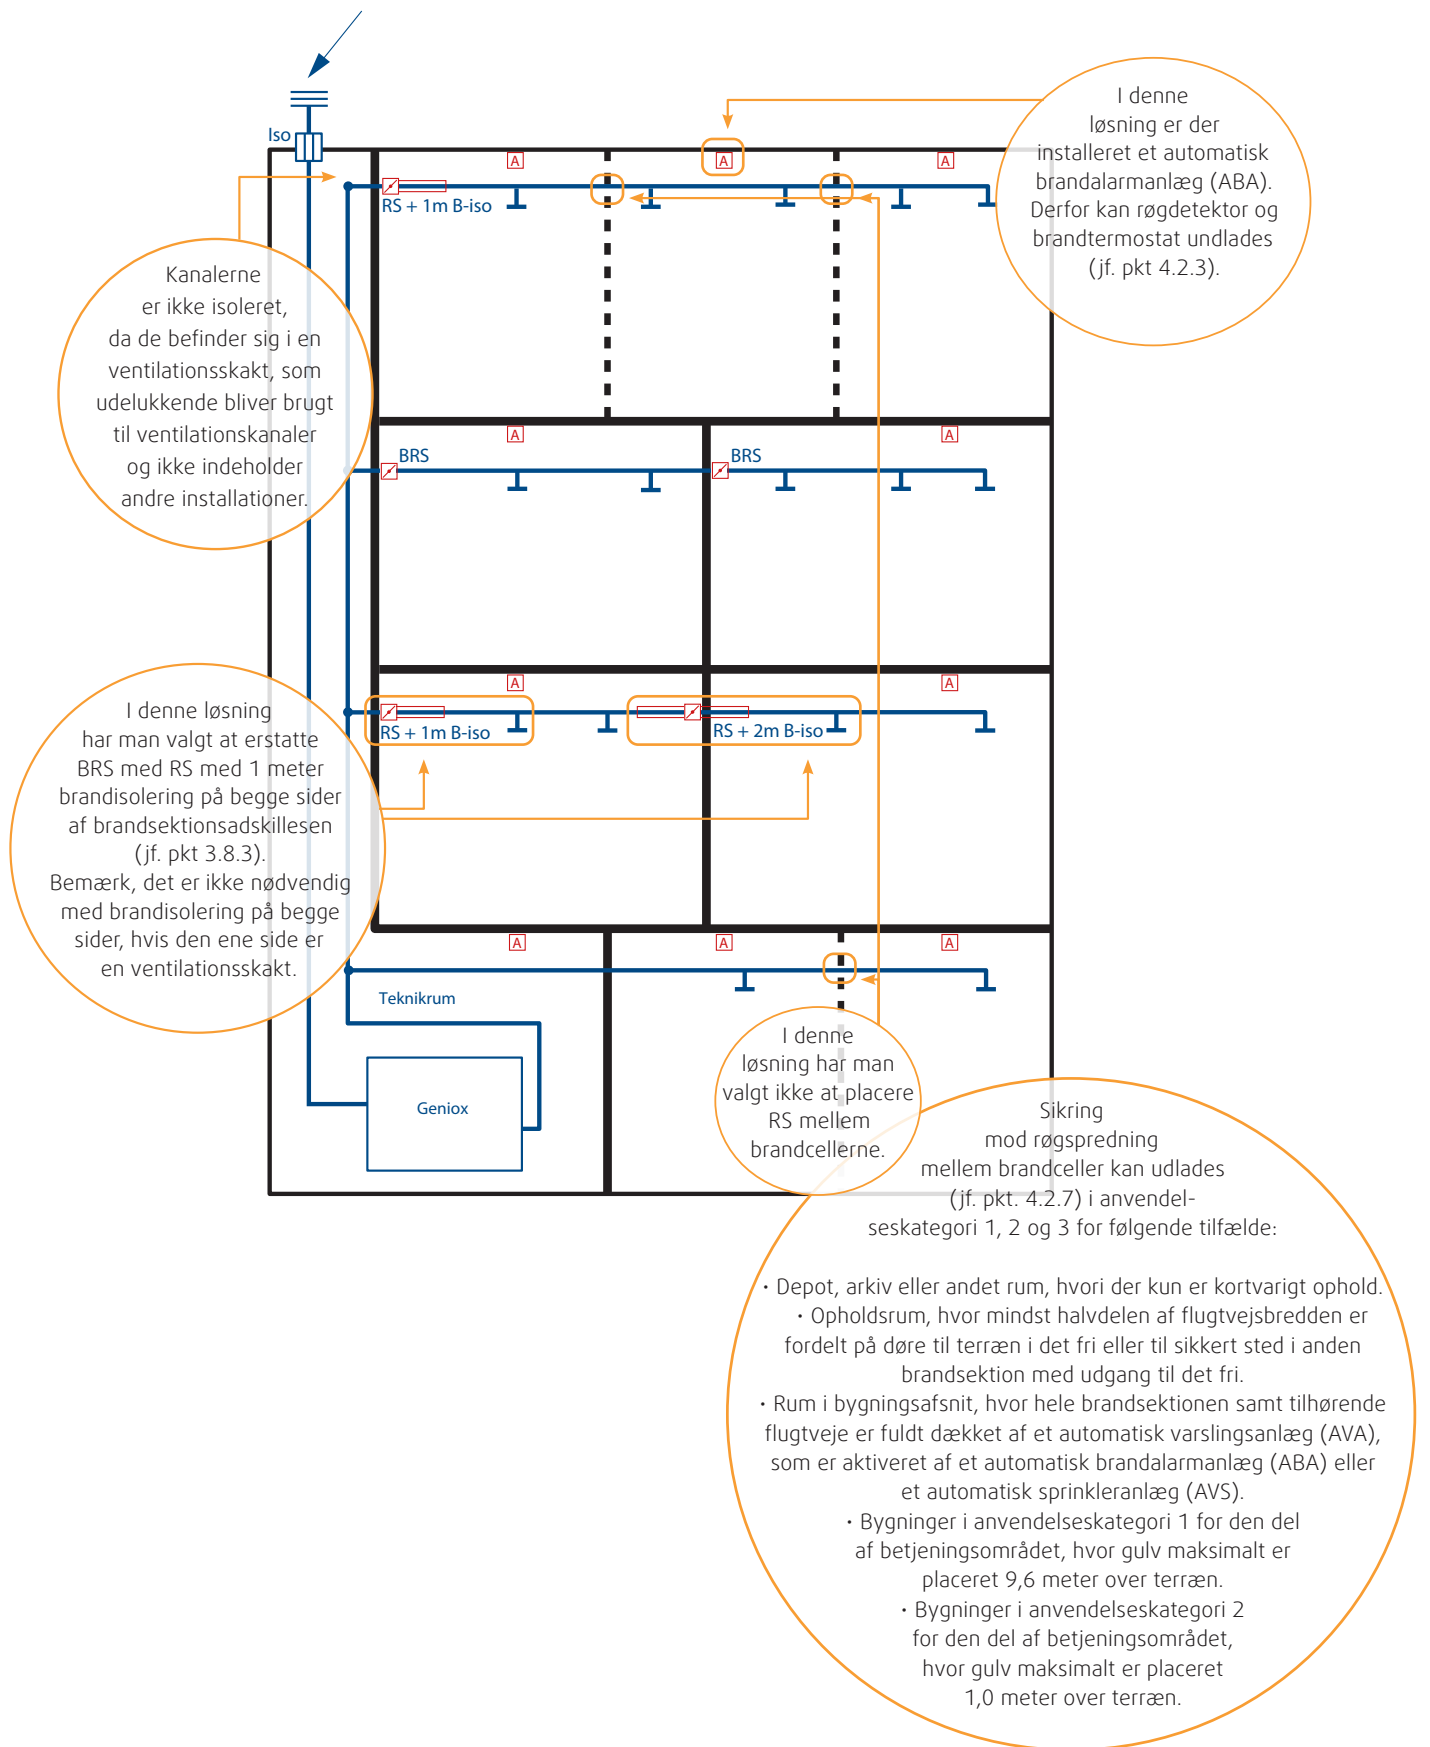 I denne
løsning er der
installeret et automatisk
brandalarmanlæg (ABA).
Derfor kan røgdetektor og
brandtermostat undlades
(jf. pkt 4.2.3).
Iso
A
A
A
RS + 1m B-iso
Kanalerne
er ikke isoleret,
da de befinder sig i en
ventilationsskakt, som
udelukkende bliver brugt
til ventilationskanaler
og ikke indeholder
andre installationer.
A
A
BRS
BRS
A
A
RS + 1m B-iso
RS + 2m B-iso
I denne løsning
har man valgt at erstatte
BRS med RS med 1 meter
brandisolering på begge sider
af brandsektionsadskillesen
(jf. pkt 3.8.3).
Bemærk, det er ikke nødvendig
med brandisolering på begge
sider, hvis den ene side er
en ventilationsskakt.
A
A
A
Teknikrum
Geniox
I denne
løsning har man
valgt ikke at placere
RS mellem
brandcellerne.
Sikring
mod røgspredning
mellem brandceller kan udlades
(jf. pkt. 4.2.7) i anvendel-
seskategori 1, 2 og 3 for følgende tilfælde:
• Depot, arkiv eller andet rum, hvori der kun er kortvarigt ophold.
• Opholdsrum, hvor mindst halvdelen af flugtvejsbredden er
fordelt på døre til terræn i det fri eller til sikkert sted i anden
brandsektion med udgang til det fri.
• Rum i bygningsafsnit, hvor hele brandsektionen samt tilhørende
flugtveje er fuldt dækket af et automatisk varslingsanlæg (AVA),
som er aktiveret af et automatisk brandalarmanlæg (ABA) eller
et automatisk sprinkleranlæg (AVS).
• Bygninger i anvendelseskategori 1 for den del
af betjeningsområdet, hvor gulv maksimalt er
placeret 9,6 meter over terræn.
• Bygninger i anvendelseskategori 2
for den del af betjeningsområdet,
hvor gulv maksimalt er placeret
1,0 meter over terræn.